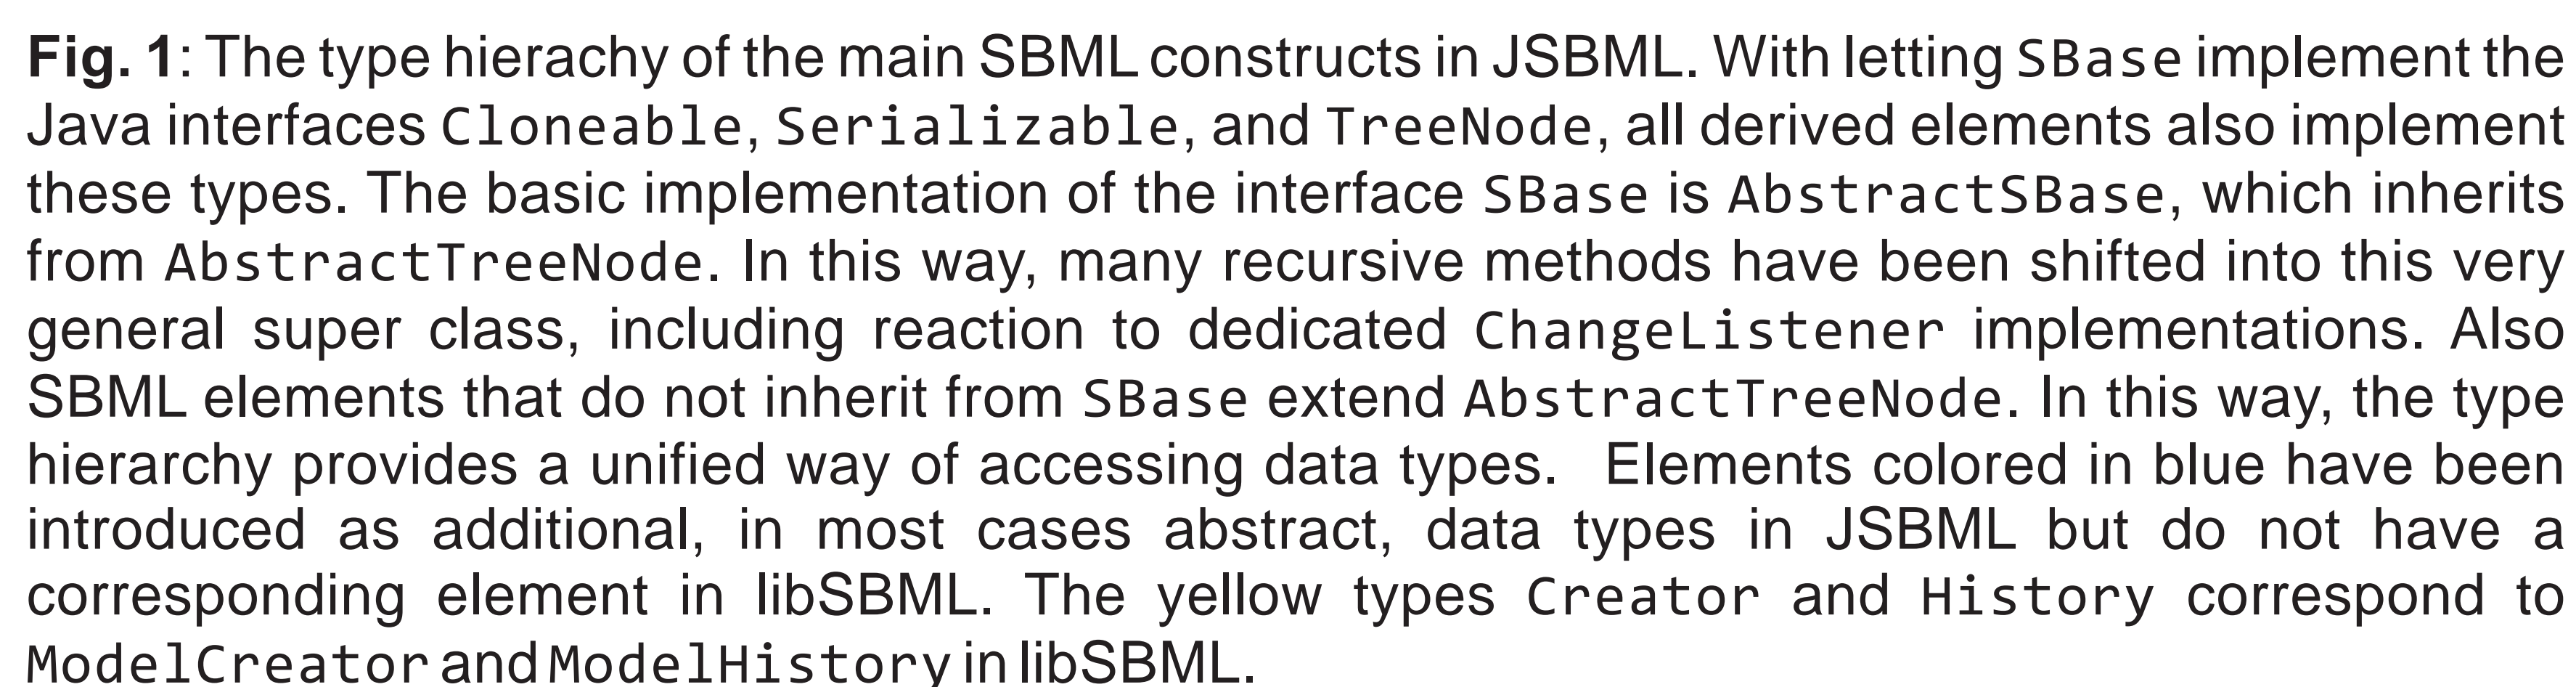 Fig. 1: The type hierachy of the main SBML constructs in JSBML. With letting SBase implement the
Java interfaces Cloneable, Serializable, and TreeNode, all derived elements also implement
these types. The basic implementation of the interface SBase is AbstractSBase, which inherits
from AbstractTreeNode. In this way, many recursive methods have been shifted into this very
general super class, including reaction to dedicated ChangeListener implementations. Also
SBML elements that do not inherit from SBase extend AbstractTreeNode. In this way, the type
hierarchy provides a unified way of accessing data types. Elements colored in blue have been
introduced as additional, in most cases abstract, data types in JSBML but do not have a
corresponding element in libSBML. The yellow types Creator and History correspond to
ModelCreator and ModelHistory in libSBML.